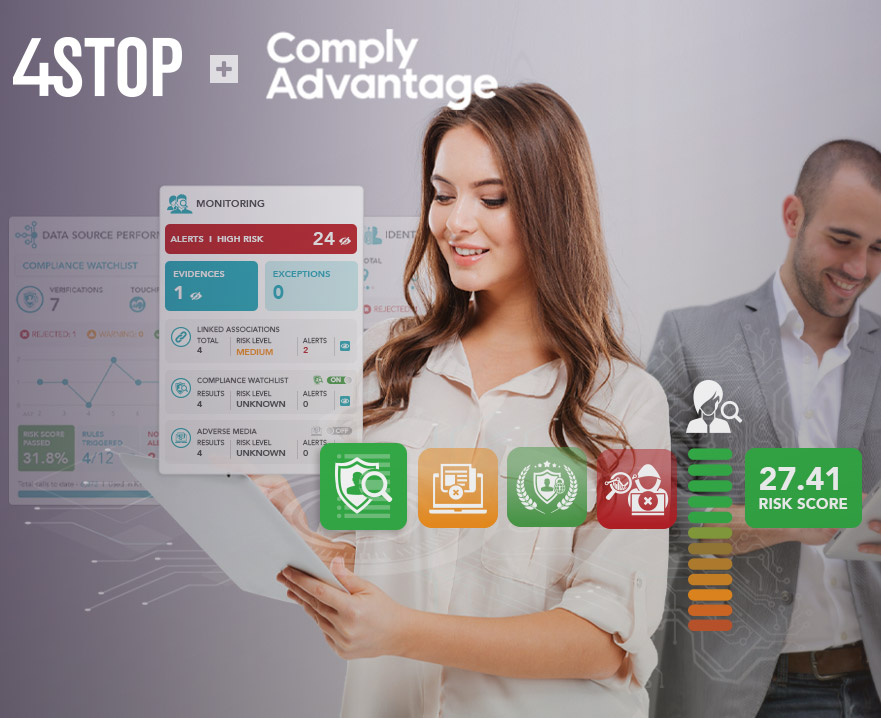 4STOP
Comply
Advantage
MONITORING
ALERTS I HIGH RISK 24
EVIDENCES
1
EXCEPTIONS
0
LINKED ASSOCIATIONS
TOTAL RISK LEVEL ALERTS
4 MEDIUM 2
COMPLIANCE WATCHLIST ON
RESULTS RISK LEVEL ALERTS
4 UNKNOWN 0
ADVERSE MEDIA OFF
RESULTS RISK LEVEL ALERTS
4 UNKNOWN 0
DATA SOURCE PERFOR
COMPLIANCE WATCHLIST
VERIFICATIONS
7
REJECTED: 1 WARNING: 0
RISK SCORE
PASSED
31.8%
RULES
TRIGGERED
4/12
IDENT
REJECTED:
27.41
RISK SCORE